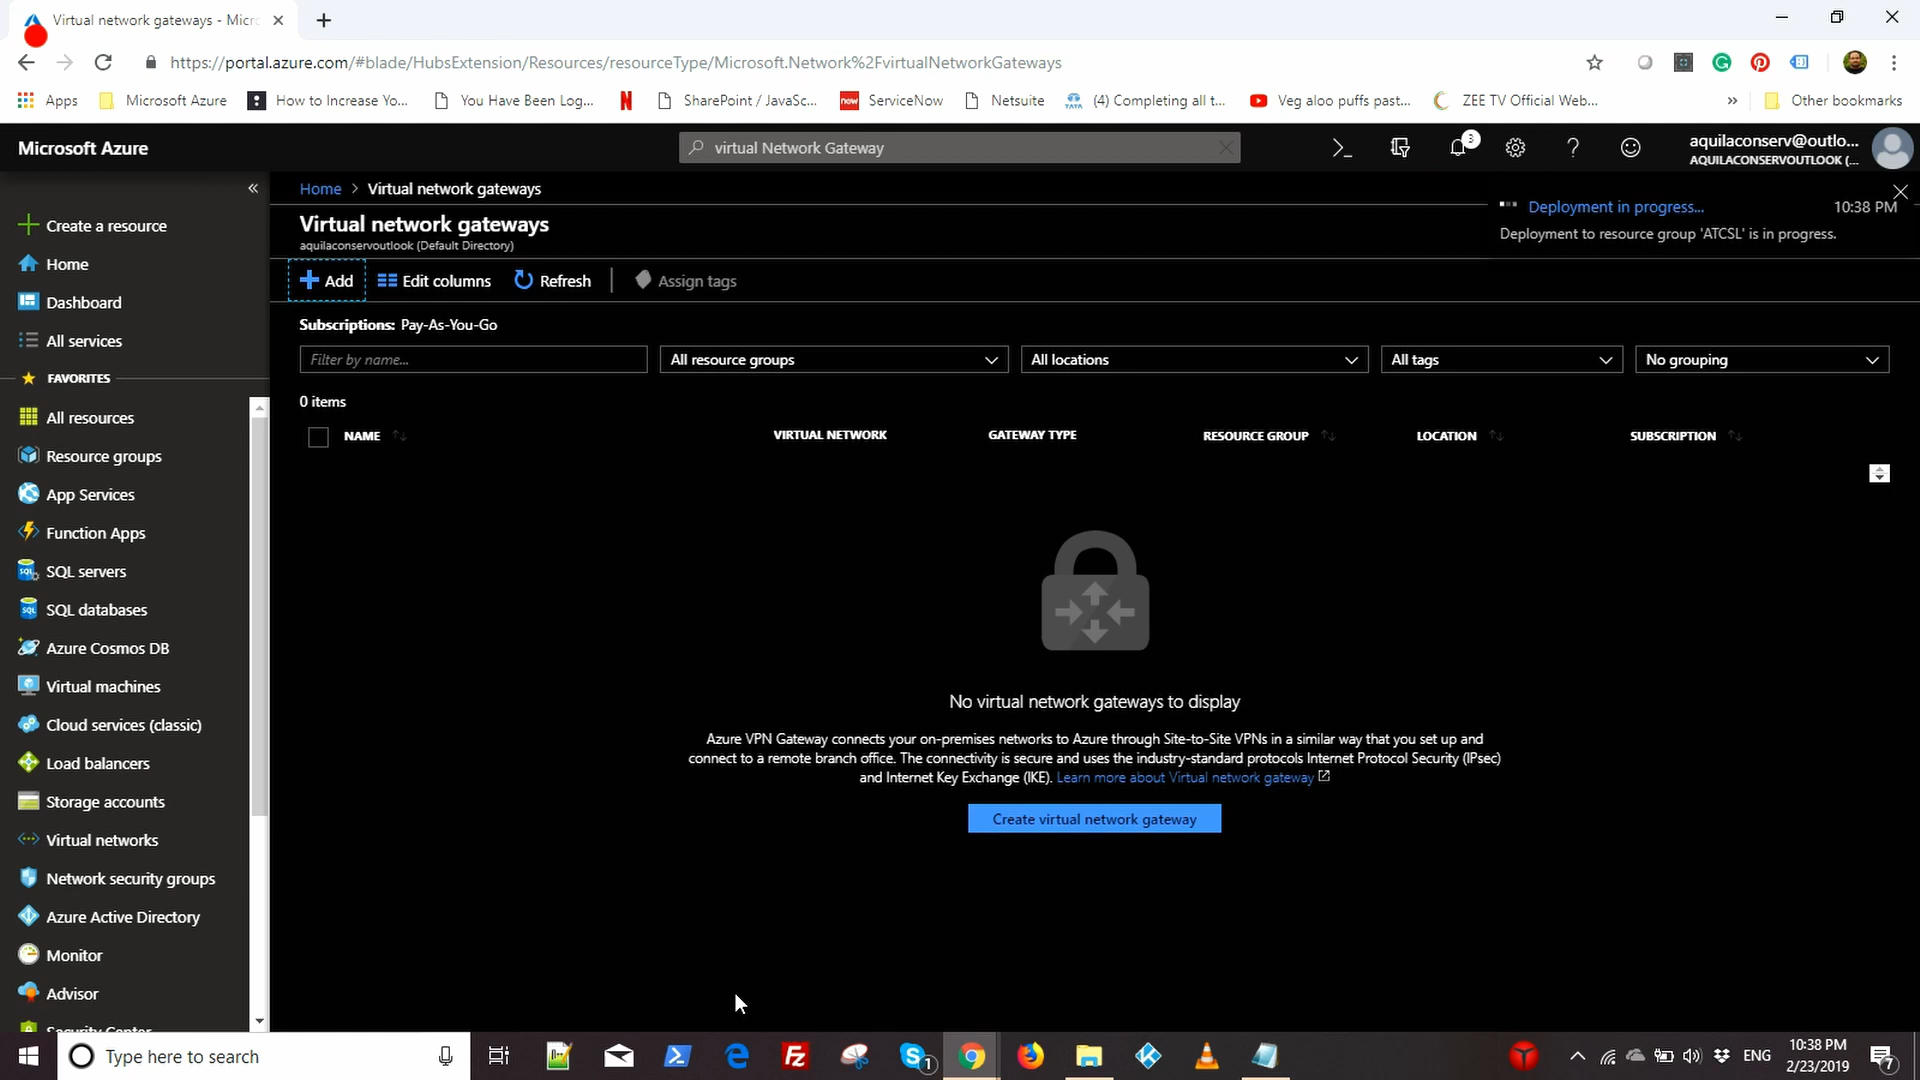 Virtual network gateways - Micr
https://portal.azure.com/#blade/HubsExtension/Resources/resourceType/Microsoft.Network%2FvirtualNetworkGateways
Apps
Microsoft Azure
How to Increase Yo...
You Have Been Log...
SharePoint / JavaSc...
now
ServiceNow
Netsuite
TATA
(4) Completing all t...
Veg aloo puffs past...
ZEE TV Official Web...
»
Other bookmarks
Microsoft Azure
virtual Network Gateway
3
aquilaconserv@outlo...
AQUILACONSERVOUTLOOK (...
«
Home > Virtual network gateways
Deployment in progress...
10:38 PM
Deployment to resource group 'ATCSL' is in progress.
Virtual network gateways
aquilaconservoutlook (Default Directory)
Add
Edit columns
Refresh
Assign tags
Subscriptions: Pay-As-You-Go
Filter by name...
All resource groups
All locations
All tags
No grouping
0 items
NAME
VIRTUAL NETWORK
GATEWAY TYPE
RESOURCE GROUP
LOCATION
SUBSCRIPTION
No virtual network gateways to display
Azure VPN Gateway connects your on-premises networks to Azure through Site-to-Site VPNs in a similar way that you set up and
connect to a remote branch office. The connectivity is secure and uses the industry-standard protocols Internet Protocol Security (IPsec)
and Internet Key Exchange (IKE). Learn more about Virtual network gateway
Create virtual network gateway
Create a resource
Home
Dashboard
All services
FAVORITES
All resources
Resource groups
App Services
Function Apps
SQL servers
SQL databases
Azure Cosmos DB
Virtual machines
Cloud services (classic)
Load balancers
Storage accounts
Virtual networks
Network security groups
Azure Active Directory
Monitor
Advisor
Security Center
Type here to search
1
ENG
10:38 PM
2/23/2019
7